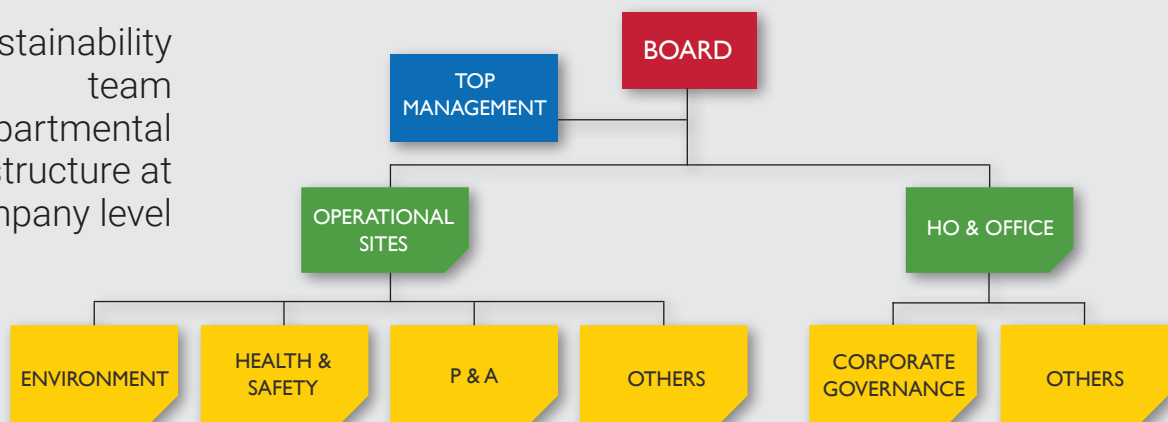 stainability
team
partmental
structure at
mpany level
BOARD
TOP
MANAGEMENT
OPERATIONAL
SITES
HO & OFFICE
ENVIRONMENT
HEALTH &
SAFETY
P & A
OTHERS
CORPORATE
GOVERNANCE
OTHERS